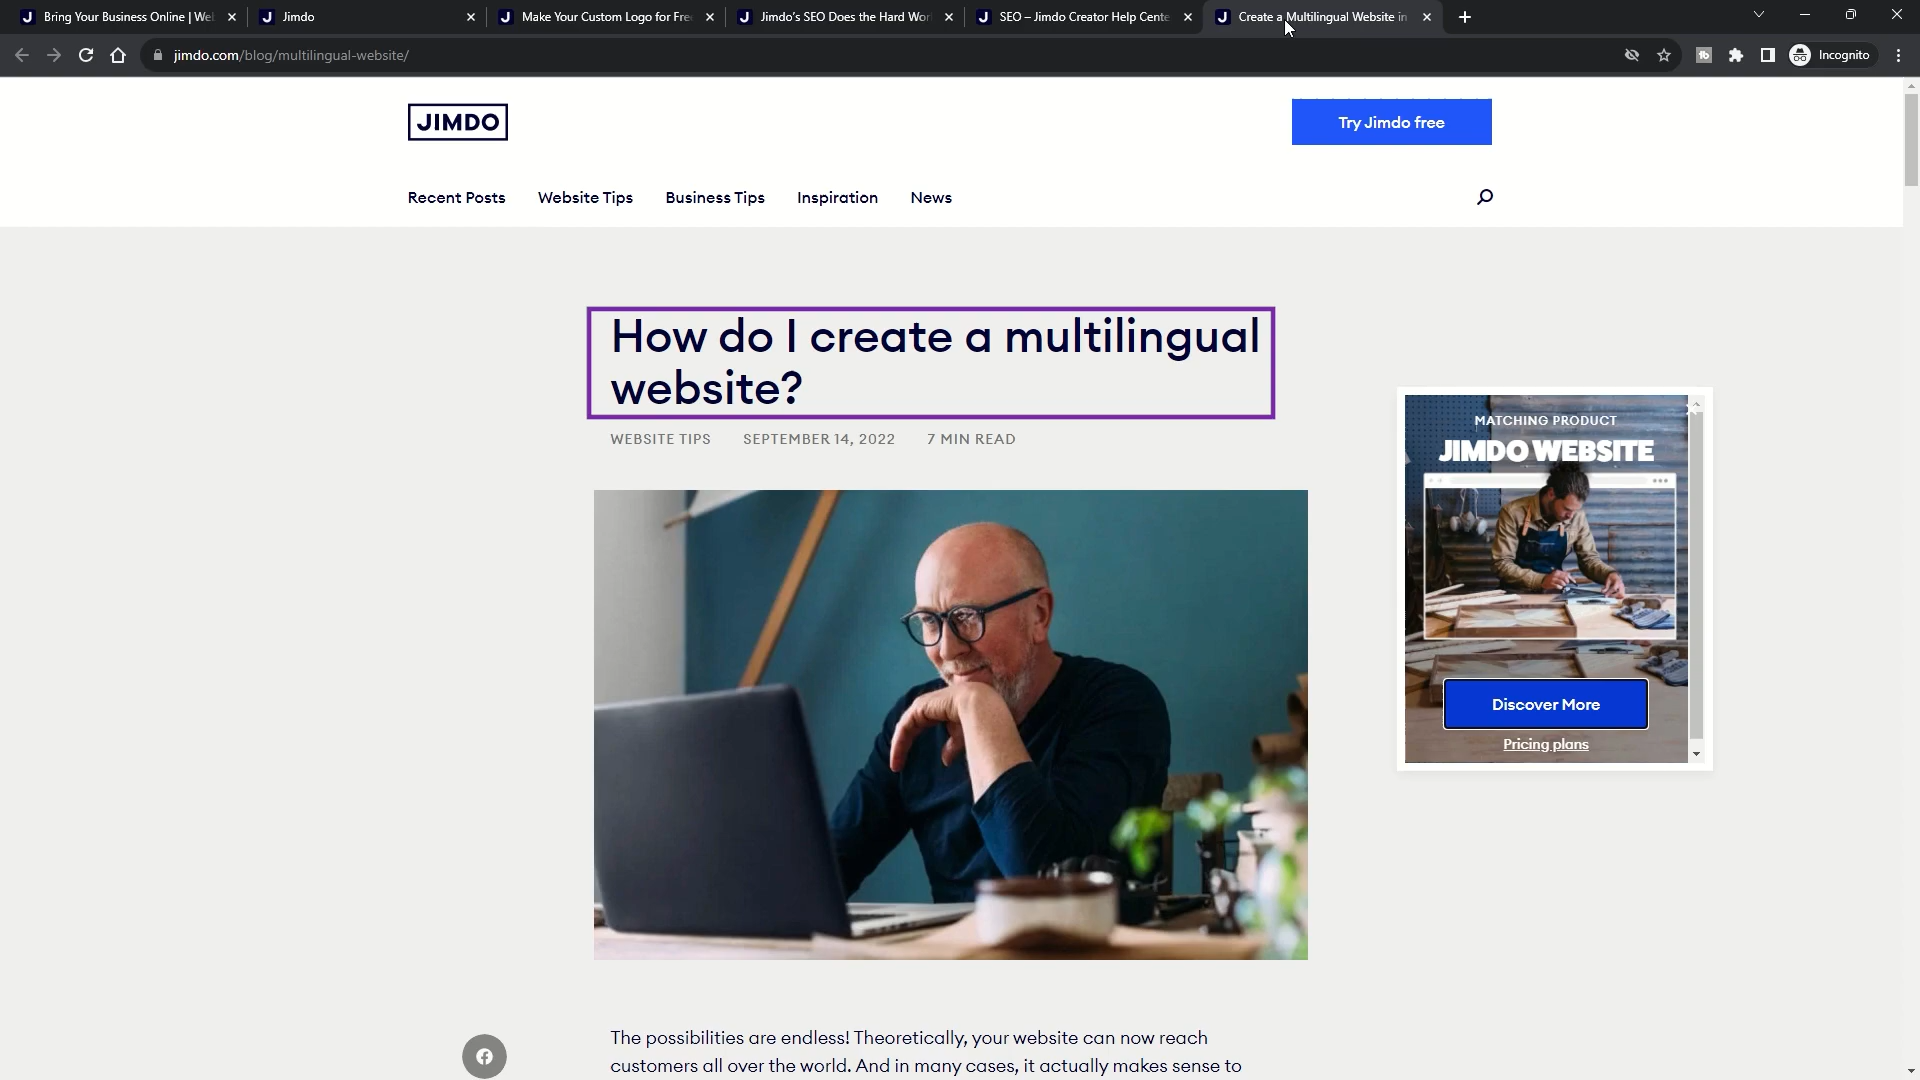 Bring Your Business Online | We
Jimdo
Make Your Custom Logo for Fre
Jimdo's SEO Does the Hard Wor
SEO – Jimdo Creator Help Cente
Create a Multilingual Website in
jimdo.com/blog/multilingual-website/
Incognito
JIMDO
Try Jimdo free
Recent Posts
Website Tips
Business Tips
Inspiration
News
How do I create a multilingual
website?
WEBSITE TIPS
SEPTEMBER 14, 2022
7 MIN READ
MATCHING PRODUCT
JIMDO WEBSITE
Discover More
Pricing plans
The possibilities are endless! Theoretically, your website can now reach
customers all over the world. And in many cases, it actually makes sense to